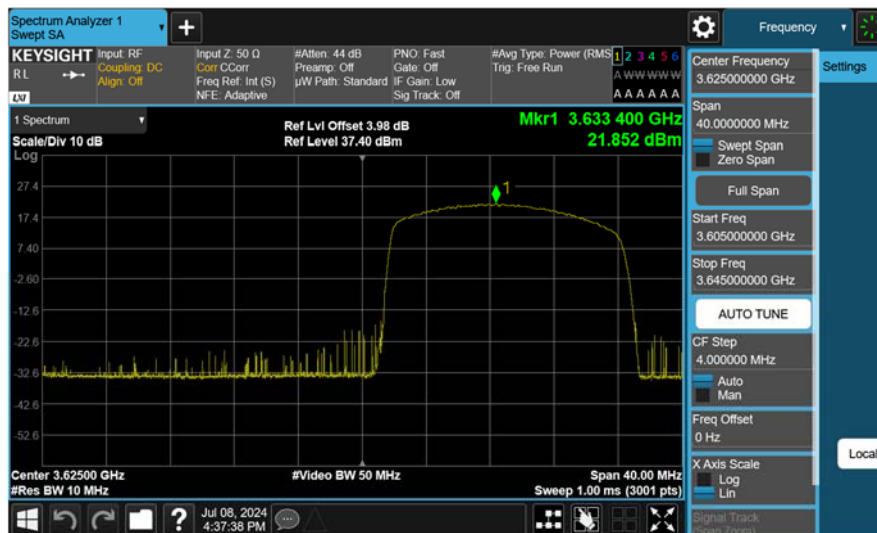 Spectrum Analyzer 1
Swept SA
+
Frequency
KEYSIGHT
RL
LXI
Input: RF
Coupling: DC
Align: Off
Input Z: 50 Ω
Corr CCorr
Freq Ref: Int (S)
NFE: Adaptive
#Atten: 44 dB
Preamp: Off
µW Path: Standard
PNO: Fast
Gate: Off
IF Gain: Low
Sig Track: Off
#Avg Type: Power (RMS
Trig: Free Run
1 2 3 4 5 6
A W W W W W
A A A A A A
1 Spectrum
Scale/Div 10 dB
Log
Ref Lvl Offset 3.98 dB
Ref Level 37.40 dBm
Mkr1 3.633 400 GHz
21.852 dBm
1
27.4
17.4
7.40
-2.60
-12.6
-22.6
-32.6
-42.6
-52.6
Center 3.62500 GHz
#Res BW 10 MHz
#Video BW 50 MHz
Span 40.00 MHz
Sweep 1.00 ms (3001 pts)
?
Jul 08, 2024
4:37:38 PM
Center Frequency
3.625000000 GHz
Span
40.0000000 MHz
Swept Span
Zero Span
Full Span
Start Freq
3.605000000 GHz
Stop Freq
3.645000000 GHz
AUTO TUNE
CF Step
4.000000 MHz
Auto
Man
Freq Offset
0 Hz
X Axis Scale
Log
Lin
Signal Track
(Span Zoom)
Settings
Local